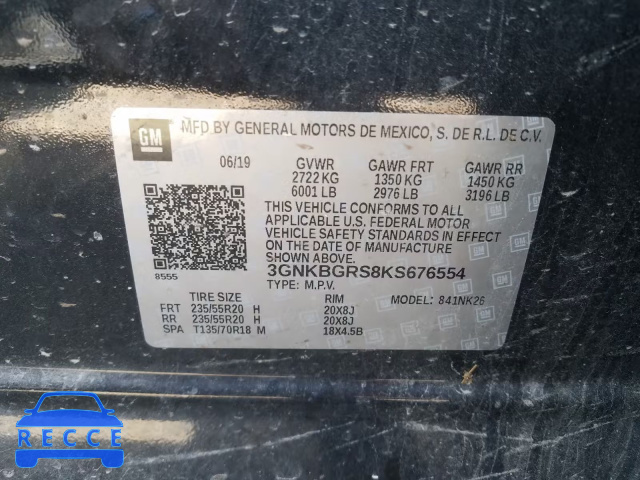 GM
MFD BY GENERAL MOTORS DE MEXICO, S. DE R.L. DE C.V.
06/19 GVWR GAWR FRT GAWR RR
2722 KG 1350 KG 1450 KG
6001 LB 2976 LB 3196 LB
THIS VEHICLE CONFORMS TO ALL
APPLICABLE U.S. FEDERAL MOTOR
VEHICLE SAFETY STANDARDS IN EFFECT
ON THE DATE OF MANUFACTURE
8555 3GNKBGRS8KS676554
TYPE: M.P.V. MODEL: 841NK26
TIRE SIZE RIM
FRT 235/55R20 H 20X8J
RR 235/55R20 H 20X8J
SPA T135/70R18 M 18X4.5B
RECCE